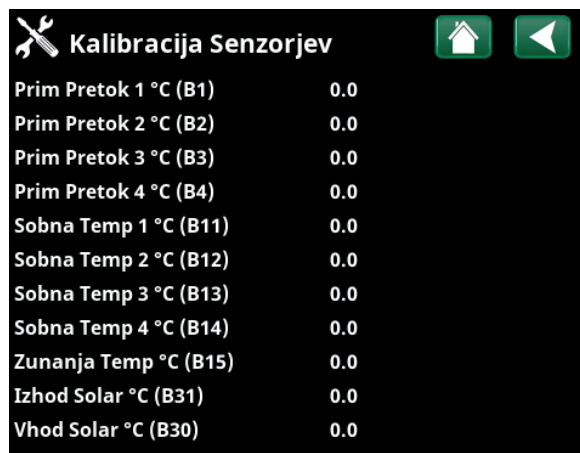 Kalibracija Senzorjev
Prim Pretok 1 °C (B1) 0.0
Prim Pretok 2 °C (B2) 0.0
Prim Pretok 3 °C (B3) 0.0
Prim Pretok 4 °C (B4) 0.0
Sobna Temp 1 °C (B11) 0.0
Sobna Temp 2 °C (B12) 0.0
Sobna Temp 3 °C (B13) 0.0
Sobna Temp 4 °C (B14) 0.0
Zunanja Temp °C (B15) 0.0
Izhod Solar °C (B31) 0.0
Vhod Solar °C (B30) 0.0